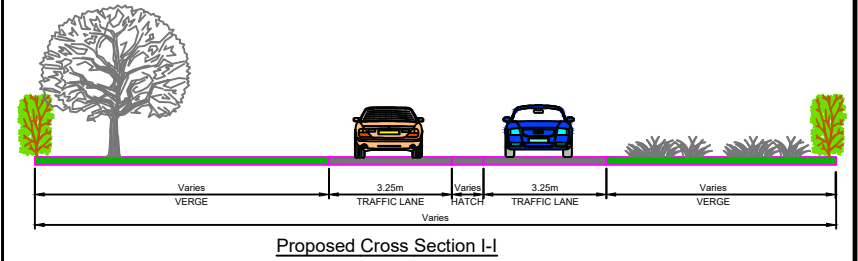 Varies 3.25m Varies 3.25m Varies
VERGE TRAFFIC LANE HATCH TRAFFIC LANE VERGE
Varies
Proposed Cross Section I-I